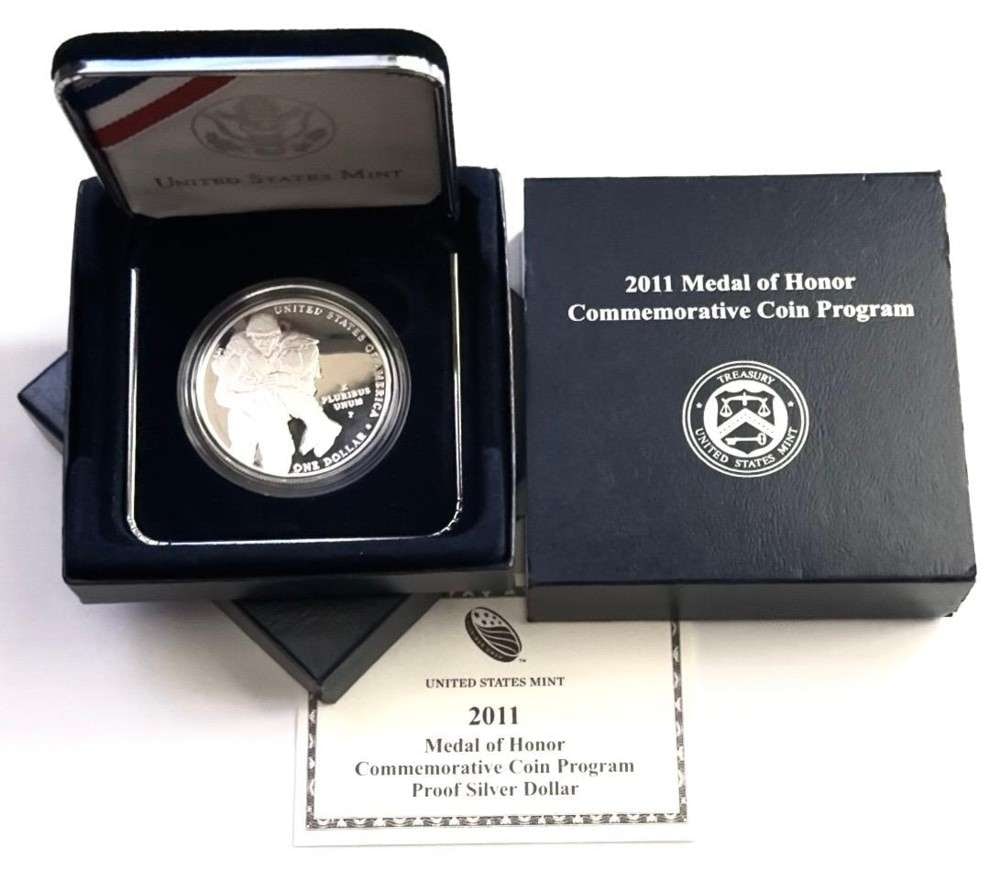 UNITED STATES MINT
UNITED STATES OF AMERICA
PLURIBUS
UNUM
P
ONE DOLLAR
2011 Medal of Honor
Commemorative Coin Program
TREASURY
UNITED STATES MINT
UNITED STATES MINT
2011
Medal of Honor
Commemorative Coin Program
Proof Silver Dollar